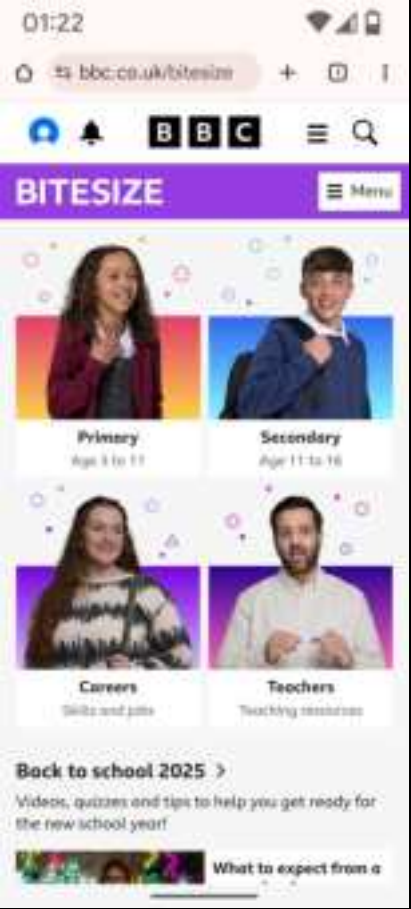 01:22
bbc.co.uk/bitesize
BBC
BITESIZE
Menu
Primary
Age 3 to 11
Secondary
Age 11 to 16
Careers
Skills and jobs
Teachers
Teaching resources
Back to school 2025
Videos, quizzes and tips to help you get ready for
the new school year!
What to expect from a